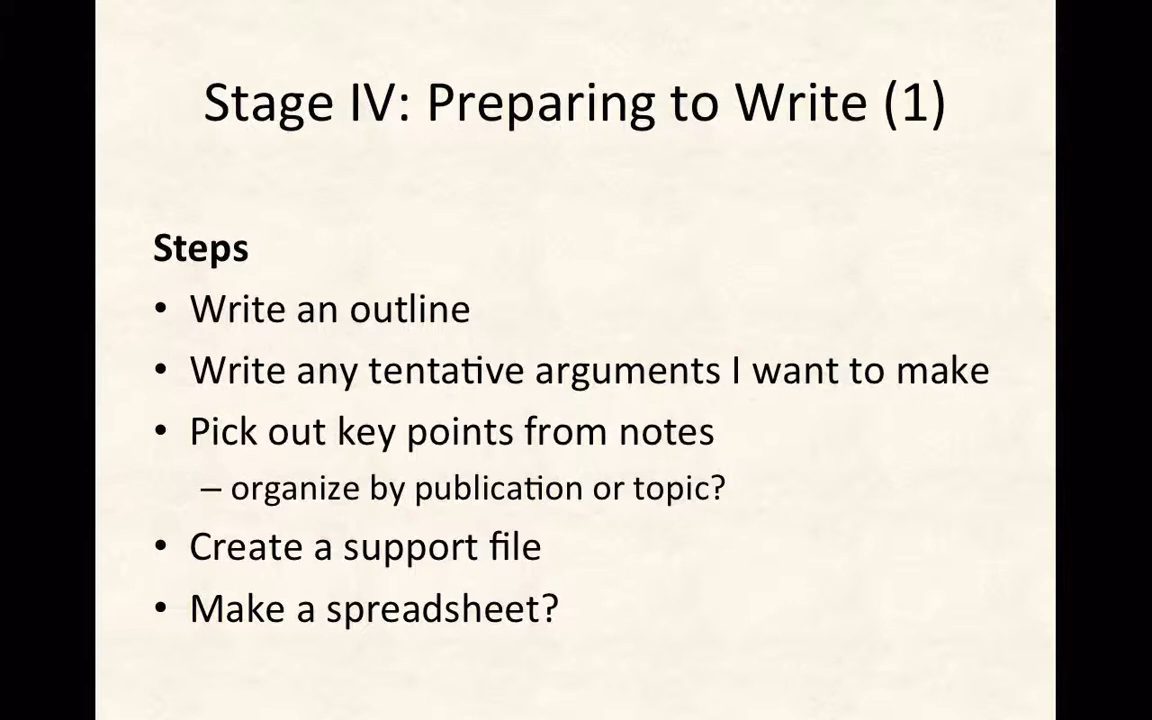 Stage IV: Preparing to Write (1)
Steps
• Write an outline
• Write any tentative arguments I want to make
• Pick out key points from notes
– organize by publication or topic?
• Create a support file
• Make a spreadsheet?